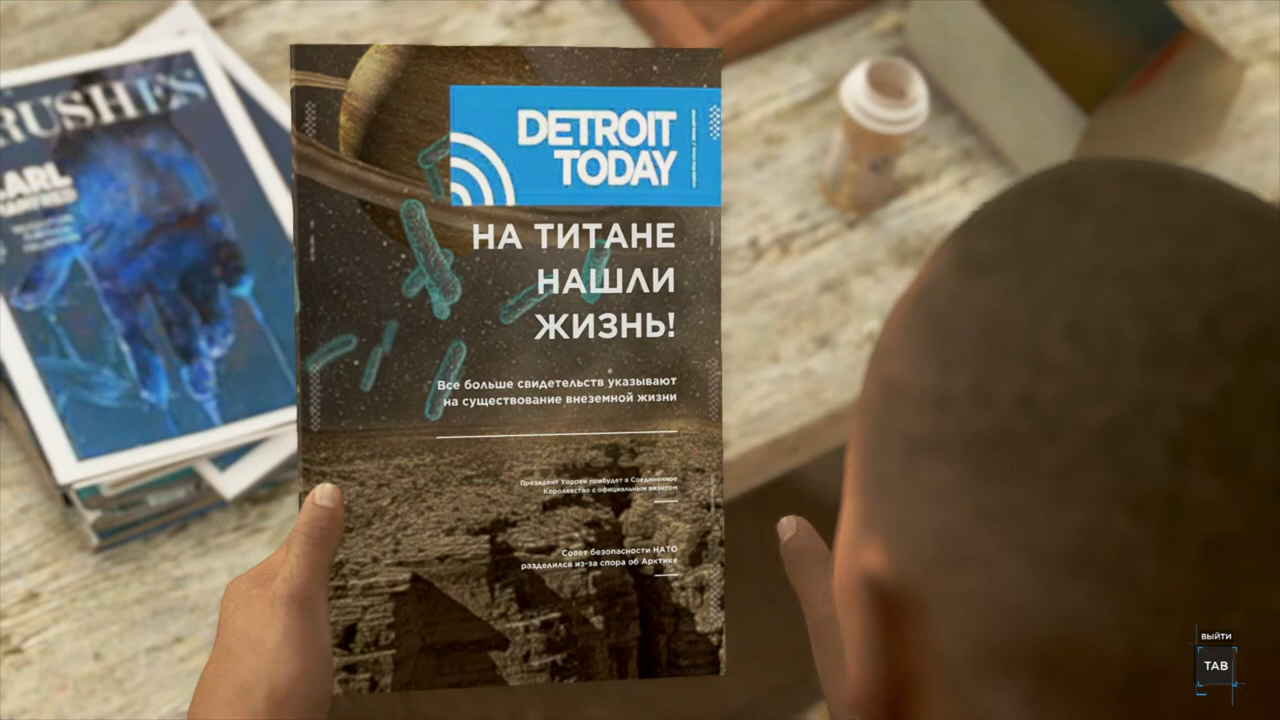 RUSHES
DETROIT
TODAY
НА ТИТАНЕ
НАШЛИ
ЖИЗНЬ!
Все больше свидетельств указывают
на существование внеземной жизни
Президент Уоррен прибудет в Соединенное
Королевство с официальным визитом
Совет безопасности НАТО
разделился из-за спора об Арктике
ВЫЙТИ
TAB